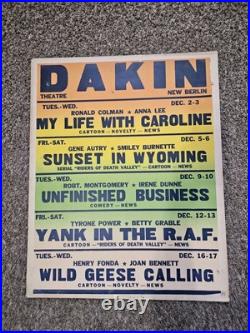 DAKIN
THEATRE NEW BERLIN
TUES.-WED. DEC. 2-3
RONALD COLMAN ★ ANNA LEE
MY LIFE WITH CAROLINE
CARTOON — NOVELTY — NEWS
FRI.-SAT. DEC. 5-6
GENE AUTRY ★ SMILEY BURNETTE
SUNSET IN WYOMING
SERIAL "RIDERS OF DEATH VALLEY" — CARTOON — NEWS
TUES.-WED. DEC. 9-10
ROBT. MONTGOMERY ★ IRENE DUNNE
UNFINISHED BUSINESS
COMEDY — NEWS
FRI.-SAT. DEC. 12-13
TYRONE POWER ★ BETTY GRABLE
YANK IN THE R.A.F.
CARTOON — "RIDERS OF DEATH VALLEY" — NEWS
TUES.-WED. DEC. 16-17
HENRY FONDA ★ JOAN BENNETT
WILD GEESE CALLING
CARTOON — NOVELTY — NEWS